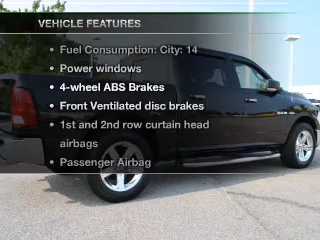 VEHICLE FEATURES
• Fuel Consumption: City: 14
• Power windows
• 4-wheel ABS Brakes
• Front Ventilated disc brakes
• 1st and 2nd row curtain head
airbags
• Passenger Airbag